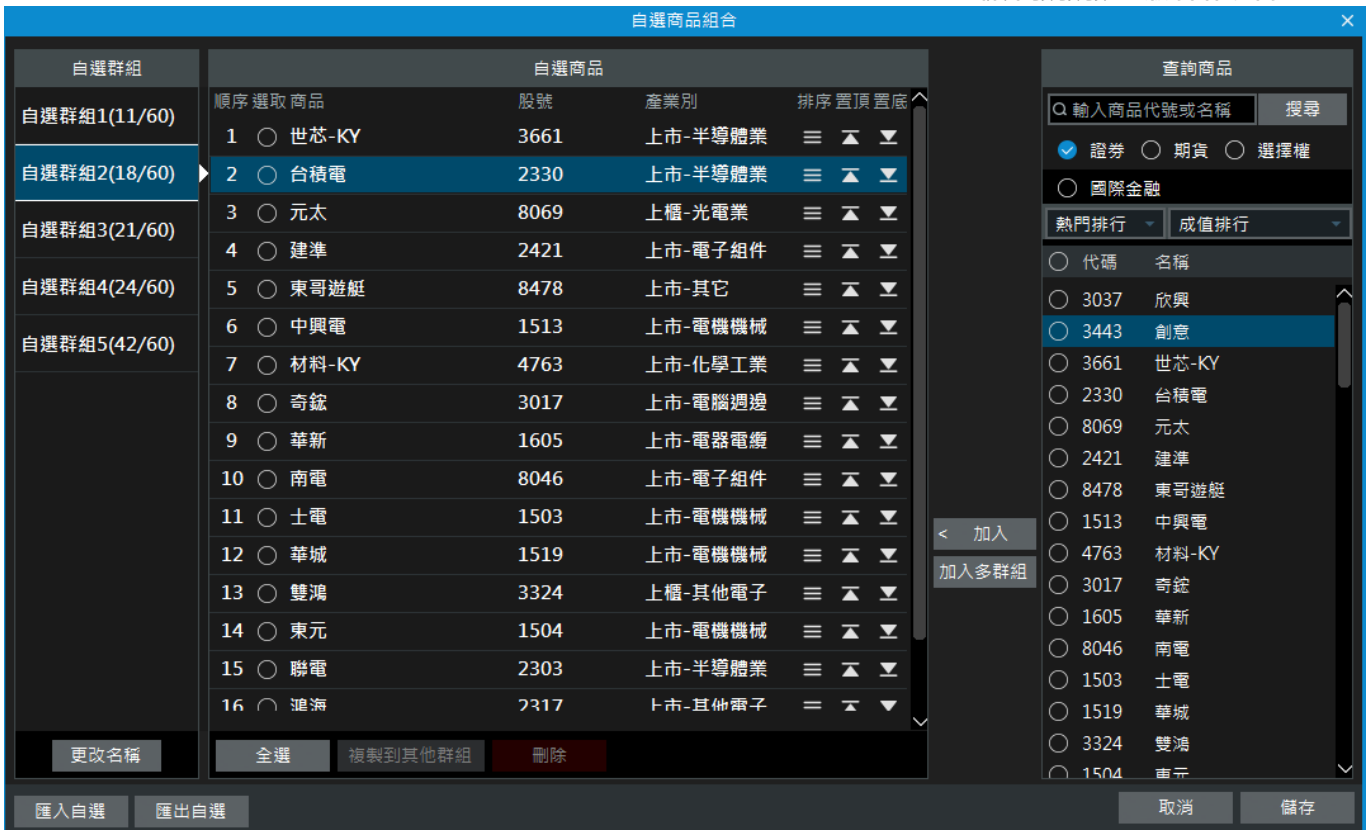 自選商品組合
自選群組
自選群組1(11/60)
自選群組2(18/60)
自選群組3(21/60)
自選群組4(24/60)
自選群組5(42/60)
更改名稱
自選商品
順序 選取 商品 股號 產業別 排序 置頂 置底
1 世芯-KY 3661 上市-半導體業
2 台積電 2330 上市-半導體業
3 元太 8069 上櫃-光電業
4 建準 2421 上市-電子組件
5 東哥遊艇 8478 上市-其它
6 中興電 1513 上市-電機機械
7 材料-KY 4763 上市-化學工業
8 奇鋐 3017 上市-電腦週邊
9 華新 1605 上市-電器電纜
10 南電 8046 上市-電子組件
11 士電 1503 上市-電機機械
12 華城 1519 上市-電機機械
13 雙鴻 3324 上櫃-其他電子
14 東元 1504 上市-電機機械
15 聯電 2303 上市-半導體業
16 鴻海 2317 上市-其他電子
全選 複製到其他群組 刪除
< 加入
加入多群組
查詢商品
輸入商品代號或名稱 搜尋
證券 期貨 選擇權
國際金融
熱門排行 成值排行
代碼 名稱
3037 欣興
3443 創意
3661 世芯-KY
2330 台積電
8069 元太
2421 建準
8478 東哥遊艇
1513 中興電
4763 材料-KY
3017 奇鋐
1605 華新
8046 南電
1503 士電
1519 華城
3324 雙鴻
1504 東元
匯入自選 匯出自選
取消 儲存